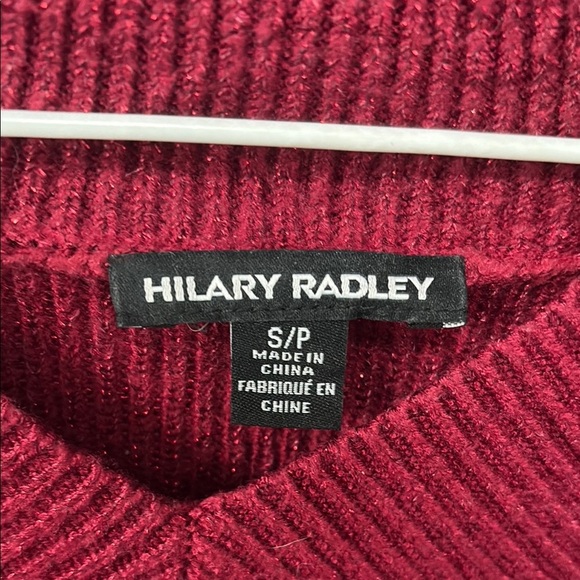 HILARY RADLEY
S/P
MADE IN
CHINA
FABRIQUÉ EN
CHINE